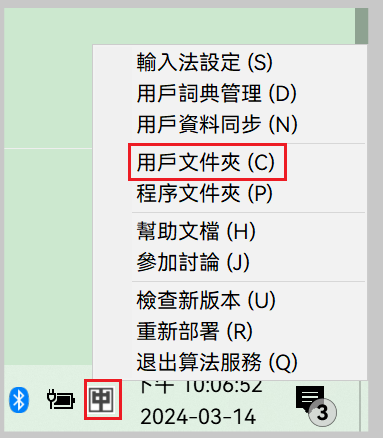 輸入法設定 (S)
用戶詞典管理 (D)
用戶資料同步 (N)
用戶文件夾 (C)
程序文件夾 (P)
幫助文檔 (H)
參加討論 (J)
檢查新版本 (U)
重新部署 (R)
退出算法服務 (Q)
中
下午 10:06:52
2024-03-14
3